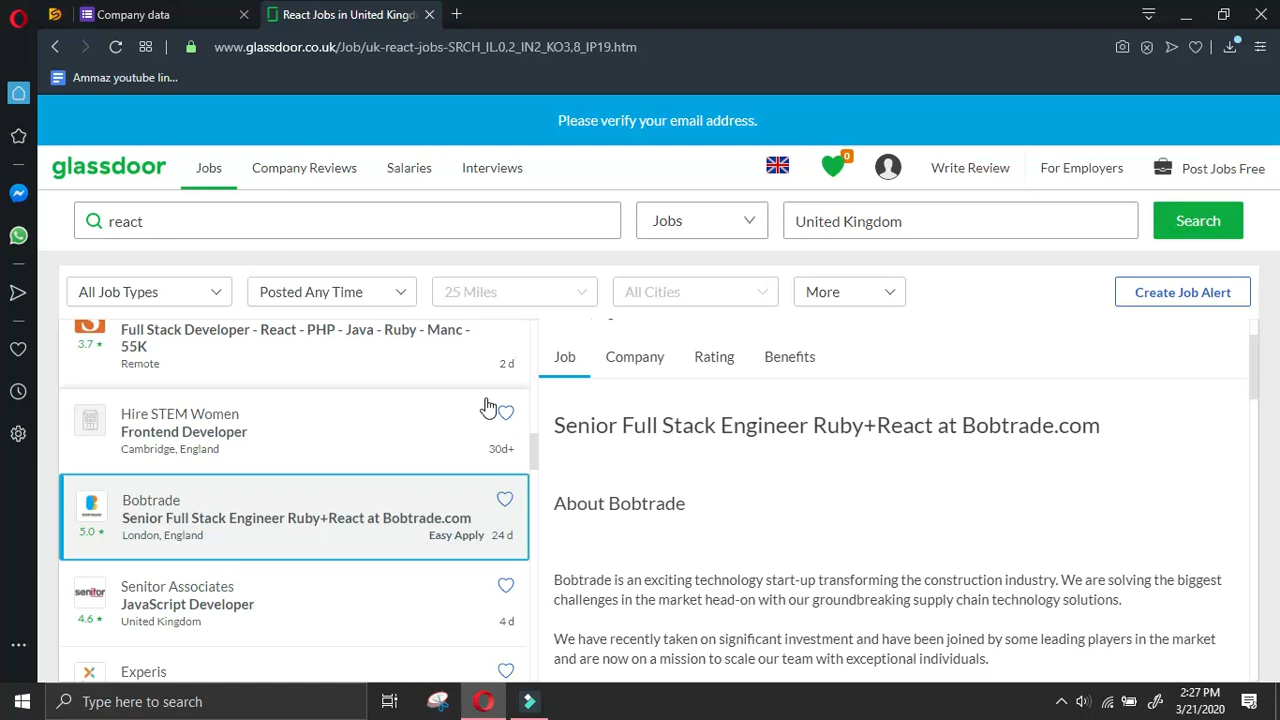 Company data
React Jobs in United Kingd
www.glassdoor.co.uk/Job/uk-react-jobs-SRCH_IL.0,2_IN2_KO3,8_IP19.htm
Ammaz youtube lin...
Please verify your email address.
glassdoor
Jobs
Company Reviews
Salaries
Interviews
0
Write Review
For Employers
Post Jobs Free
react
Jobs
United Kingdom
Search
All Job Types
Posted Any Time
25 Miles
All Cities
More
Create Job Alert
Full Stack Developer - React - PHP - Java - Ruby - Manc -
55K
3.7 ★
Remote
2 d
Hire STEM Women
Frontend Developer
Cambridge, England
30d+
Bobtrade
Senior Full Stack Engineer Ruby+React at Bobtrade.com
5.0 ★
London, England
Easy Apply 24 d
senitor
Senitor Associates
JavaScript Developer
4.6 ★
United Kingdom
4 d
Experis
Job
Company
Rating
Benefits
Senior Full Stack Engineer Ruby+React at Bobtrade.com
About Bobtrade
Bobtrade is an exciting technology start-up transforming the construction industry. We are solving the biggest
challenges in the market head-on with our groundbreaking supply chain technology solutions.
We have recently taken on significant investment and have been joined by some leading players in the market
and are now on a mission to scale our team with exceptional individuals.
Type here to search
2:27 PM
3/21/2020